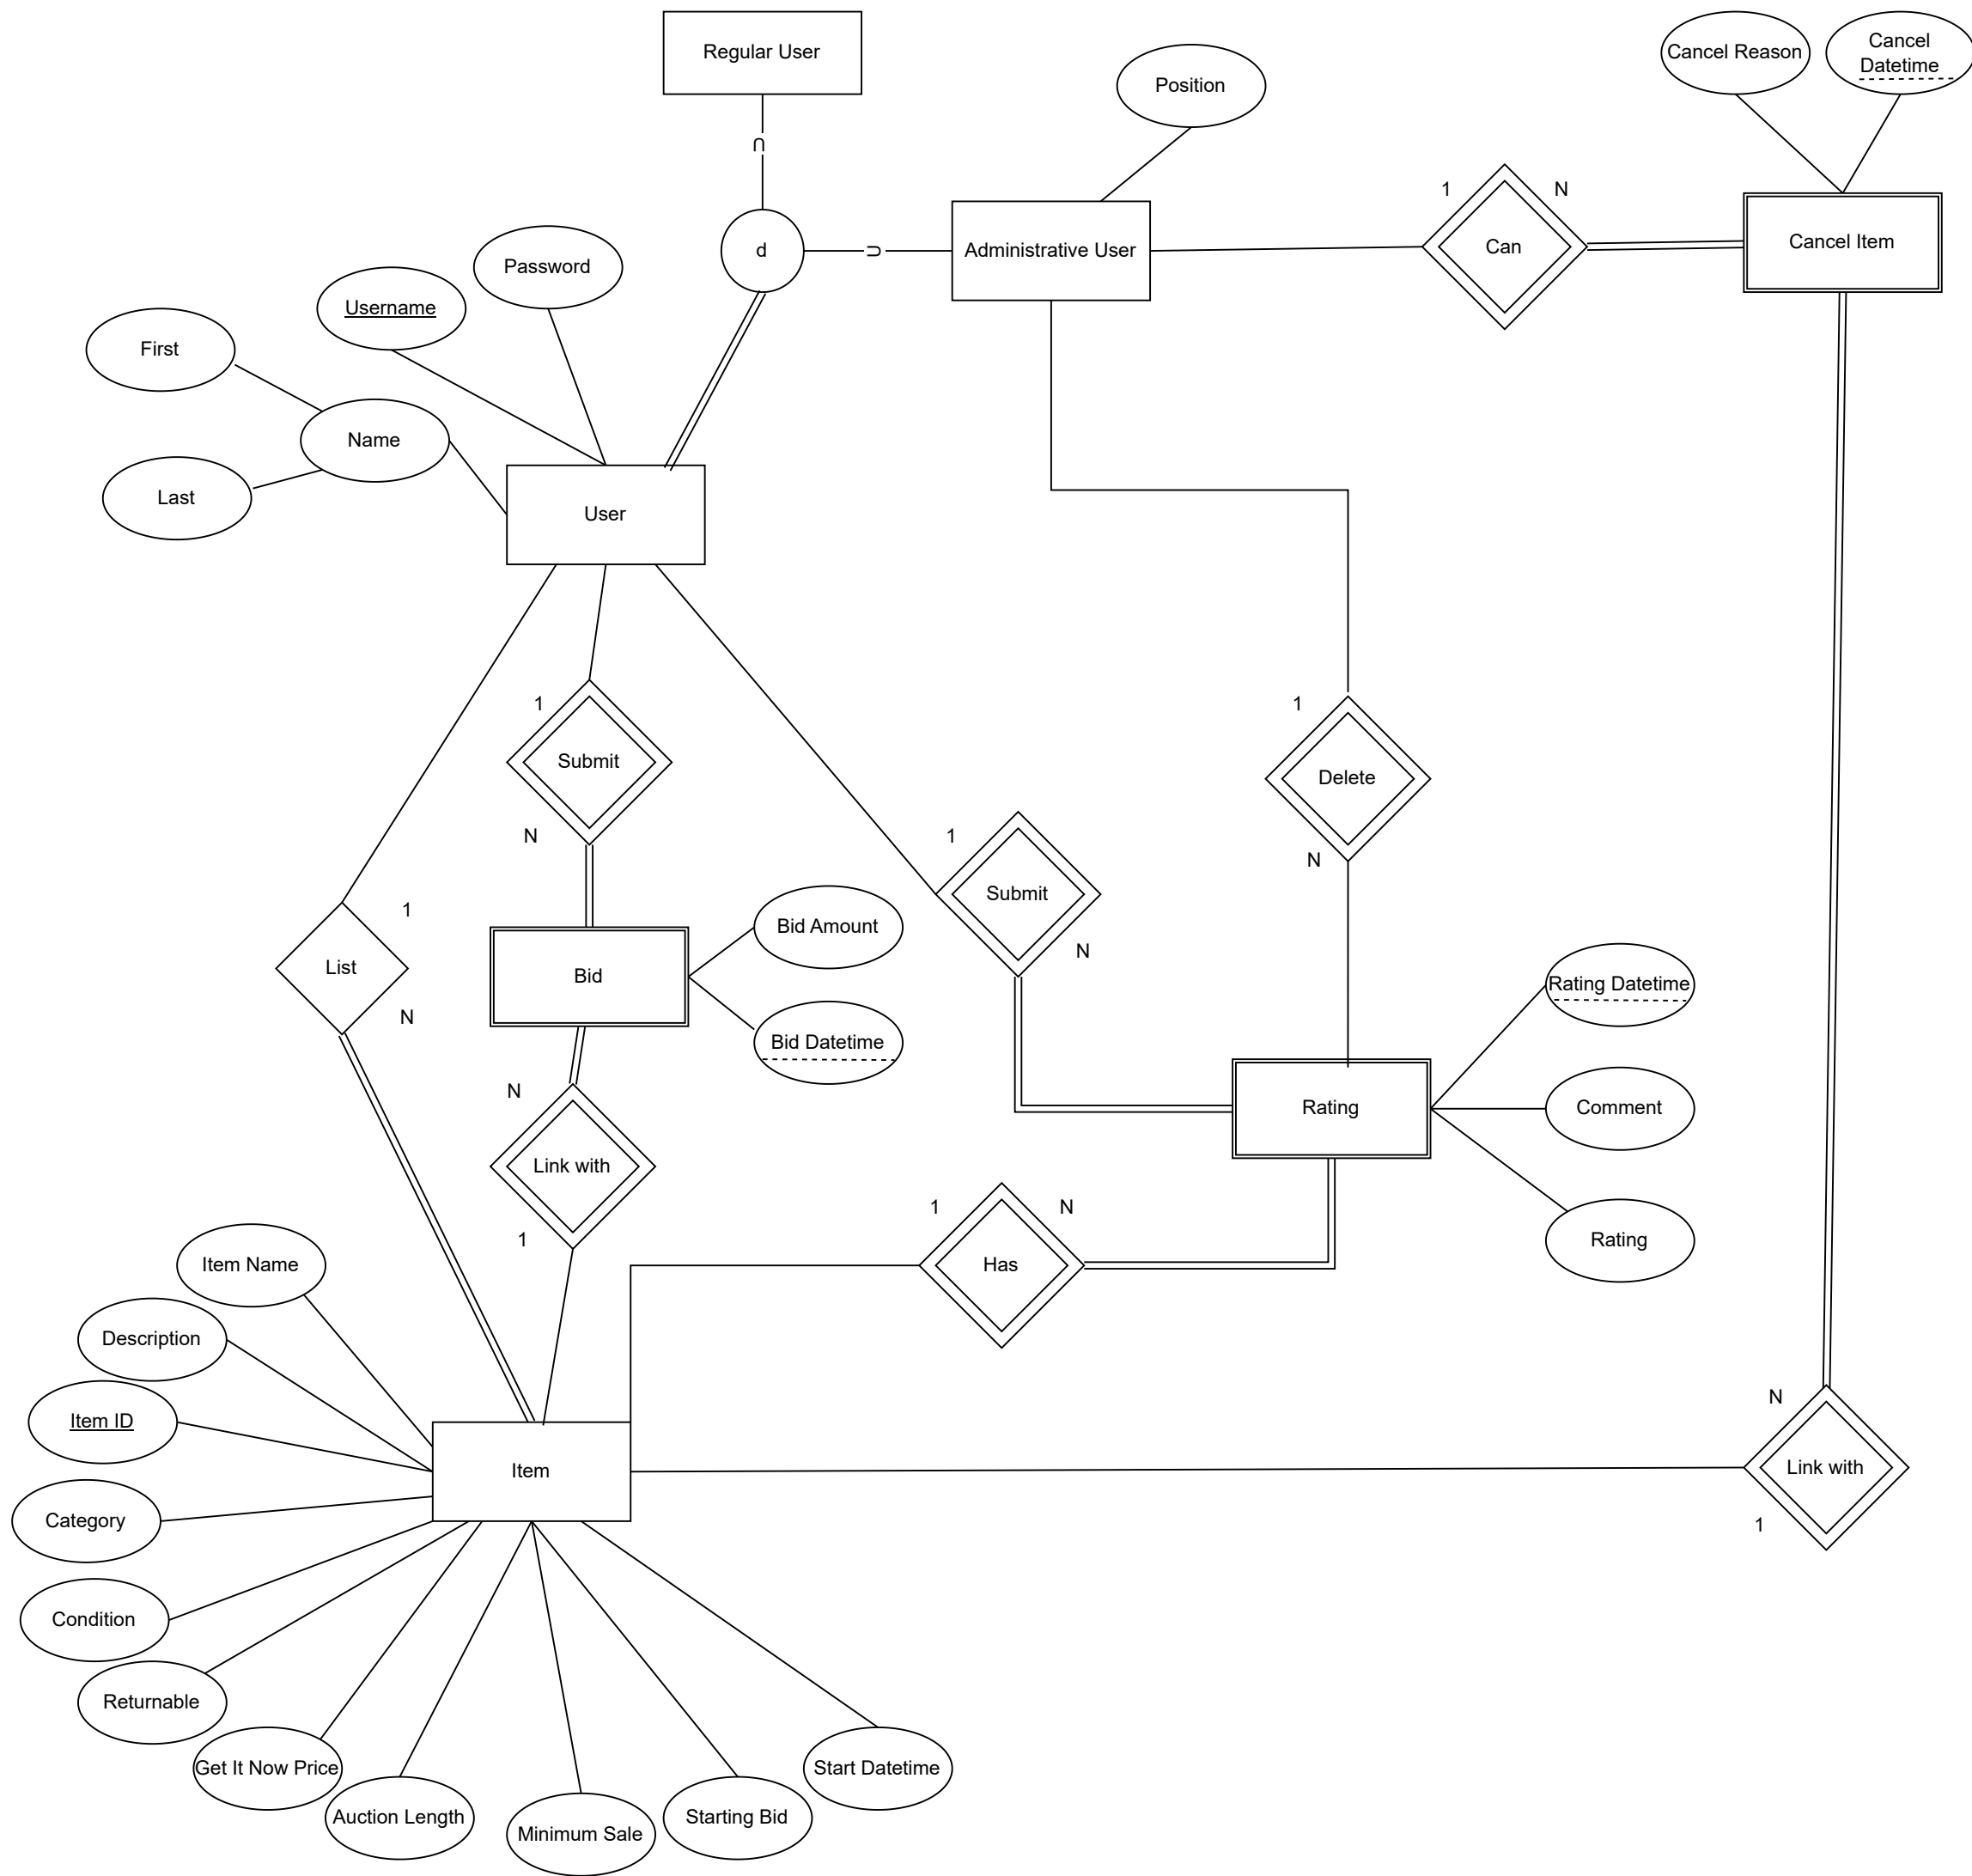 Regular User
Cancel Reason
Cancel
Datetime
Position
∩
1
N
d
⊃
Administrative User
Can
Cancel Item
Password
Username
First
Name
Last
User
1
Submit
N
1
Delete
N
1
Submit
N
1
List
N
Bid
Bid Amount
Bid Datetime
Rating Datetime
Comment
Rating
Rating
N
Link with
1
1
N
Has
Item Name
Description
Item ID
Category
Condition
Returnable
Get It Now Price
Auction Length
Minimum Sale
Starting Bid
Start Datetime
Item
N
Link with
1